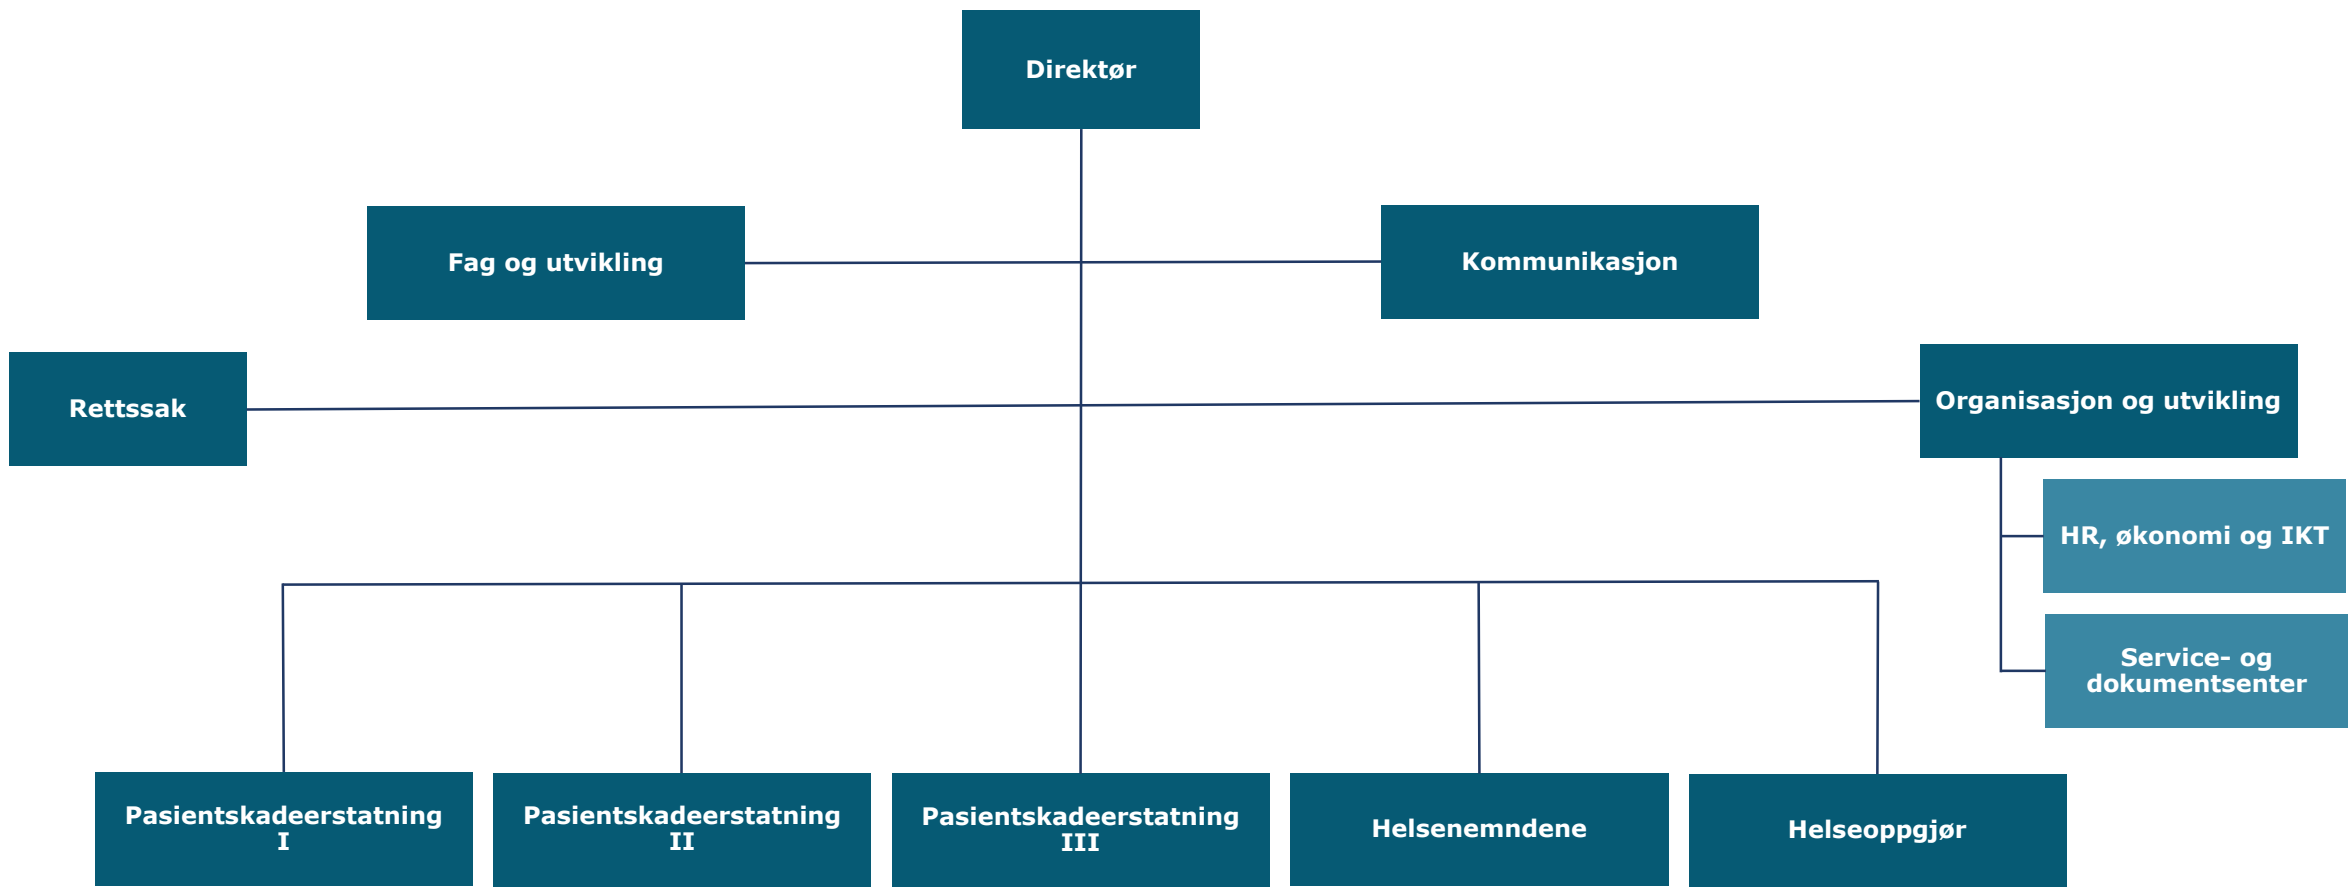 Direktør
Fag og utvikling
Kommunikasjon
Rettssak
Organisasjon og utvikling
HR, økonomi og IKT
Service- og
dokumentsenter
Pasientskadeerstatning
I
Pasientskadeerstatning
II
Pasientskadeerstatning
III
Helsenemndene
Helseoppgjør